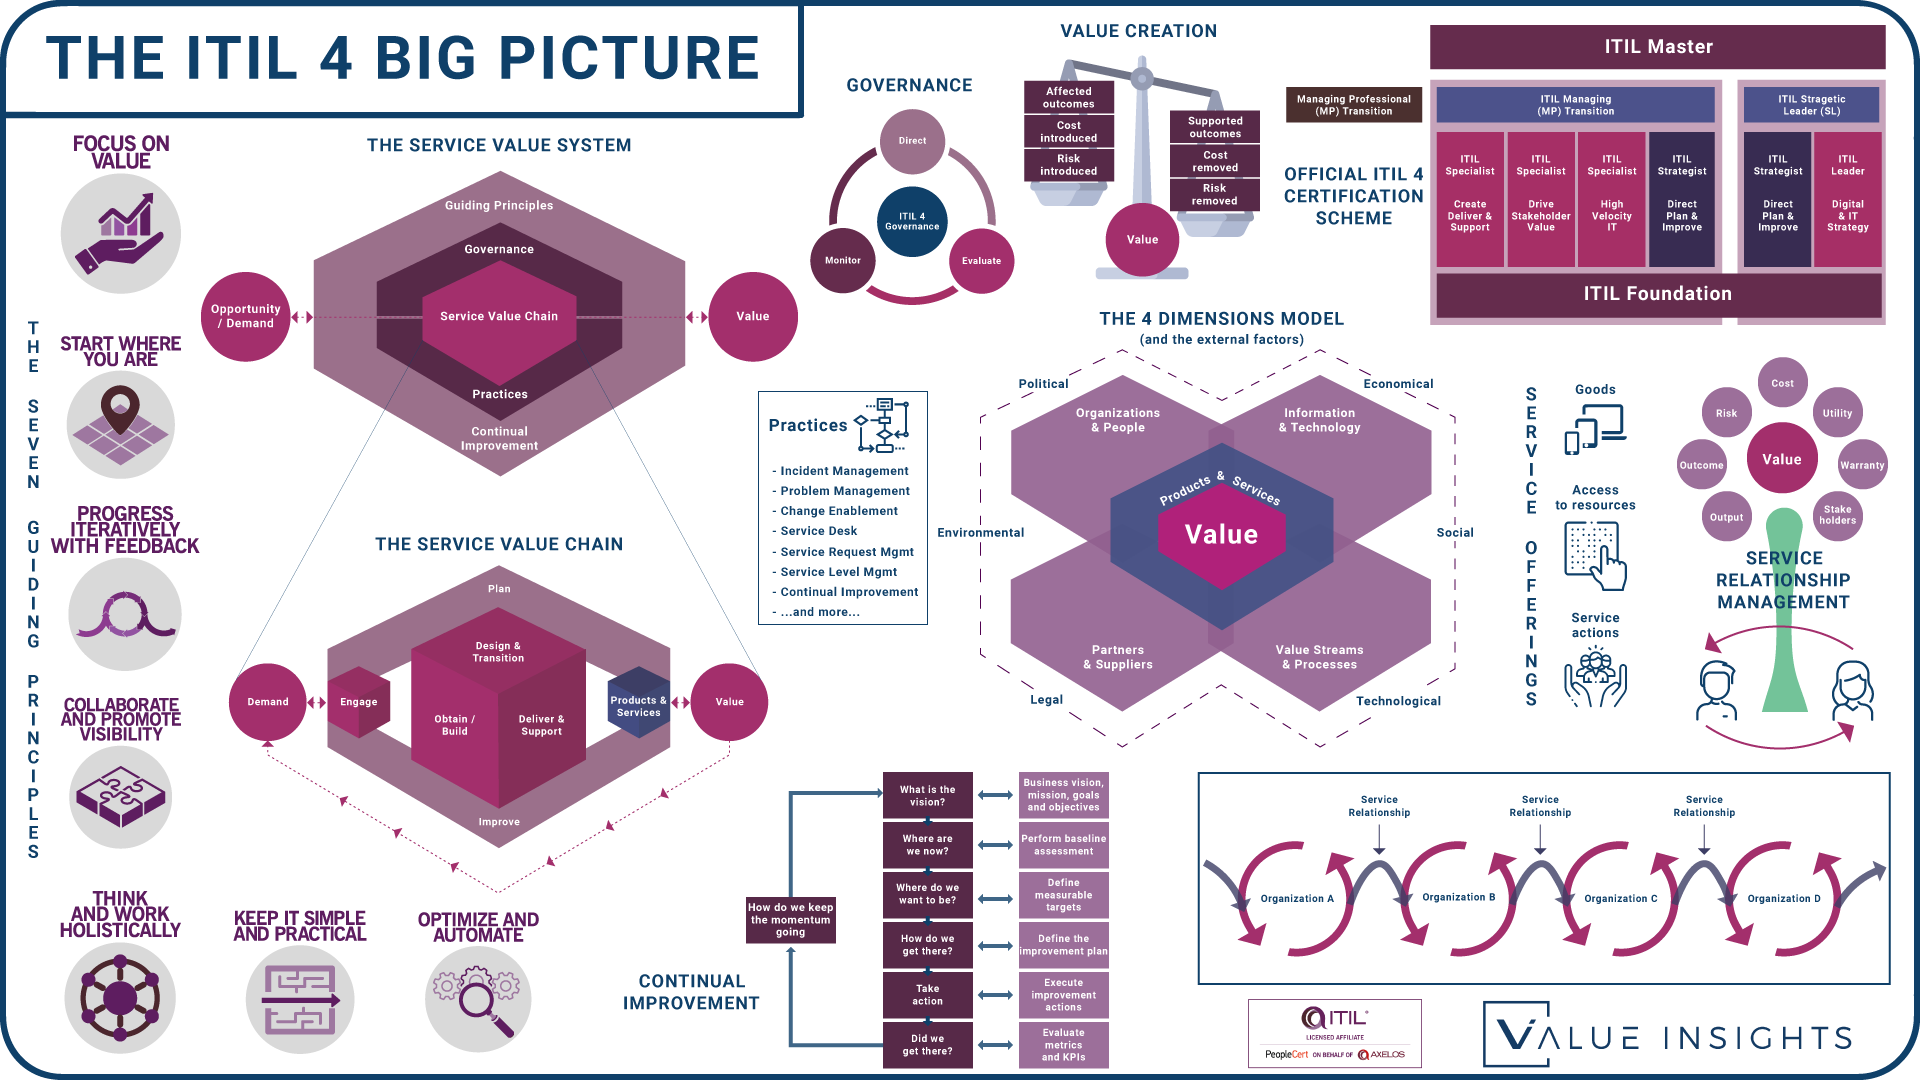 THE ITIL 4 BIG PICTURE
FOCUS ON
VALUE
START WHERE
YOU ARE
PROGRESS
ITERATIVELY
WITH FEEDBACK
COLLABORATE
AND PROMOTE
VISIBILITY
THINK
AND WORK
HOLISTICALLY
KEEP IT SIMPLE
AND PRACTICAL
OPTIMIZE AND
AUTOMATE
THE SEVEN GUIDING PRINCIPLES
THE SERVICE VALUE SYSTEM
Guiding Principles
Governance
Opportunity
/ Demand
Service Value Chain
Value
Practices
Continual
Improvement
THE SERVICE VALUE CHAIN
Plan
Design &
Transition
Demand
Engage
Obtain /
Build
Deliver &
Support
Products &
Services
Value
Improve
GOVERNANCE
Direct
ITIL 4
Governance
Monitor
Evaluate
VALUE CREATION
Affected
outcomes
Cost
introduced
Risk
introduced
Supported
outcomes
Cost
removed
Risk
removed
Value
Managing Professional
(MP) Transition
OFFICIAL ITIL 4
CERTIFICATION
SCHEME
ITIL Master
ITIL Managing
(MP) Transition
ITIL Stragetic
Leader (SL)
ITIL
Specialist
Create
Deliver &
Support
ITIL
Specialist
Drive
Stakeholder
Value
ITIL
Specialist
High
Velocity
IT
ITIL
Strategist
Direct
Plan &
Improve
ITIL
Strategist
Direct
Plan &
Improve
ITIL
Leader
Digital
& IT
Strategy
ITIL Foundation
Practices
- Incident Management
- Problem Management
- Change Enablement
- Service Desk
- Service Request Mgmt
- Service Level Mgmt
- Continual Improvement
- ...and more...
THE 4 DIMENSIONS MODEL
(and the external factors)
Political
Economical
Organizations
& People
Information
& Technology
Products & Services
Value
Environmental
Social
Partners
& Suppliers
Value Streams
& Processes
Legal
Technological
SERVICE OFFERINGS
Goods
Access
to resources
Service
actions
Cost
Risk
Utility
Outcome
Value
Warranty
Output
Stake
holders
SERVICE
RELATIONSHIP
MANAGEMENT
CONTINUAL
IMPROVEMENT
How do we keep
the momentum
going
What is the
vision?
Business vision,
mission, goals
and objectives
Where are
we now?
Perform baseline
assessment
Where do we
want to be?
Define
measurable
targets
How do we
get there?
Define the
improvement plan
Take
action
Execute
improvement
actions
Did we
get there?
Evaluate
metrics
and KPIs
Service
Relationship
Service
Relationship
Service
Relationship
Organization A
Organization B
Organization C
Organization D
ITIL®
LICENSED AFFILIATE
PeopleCert ON BEHALF OF AXELOS
VALUE INSIGHTS